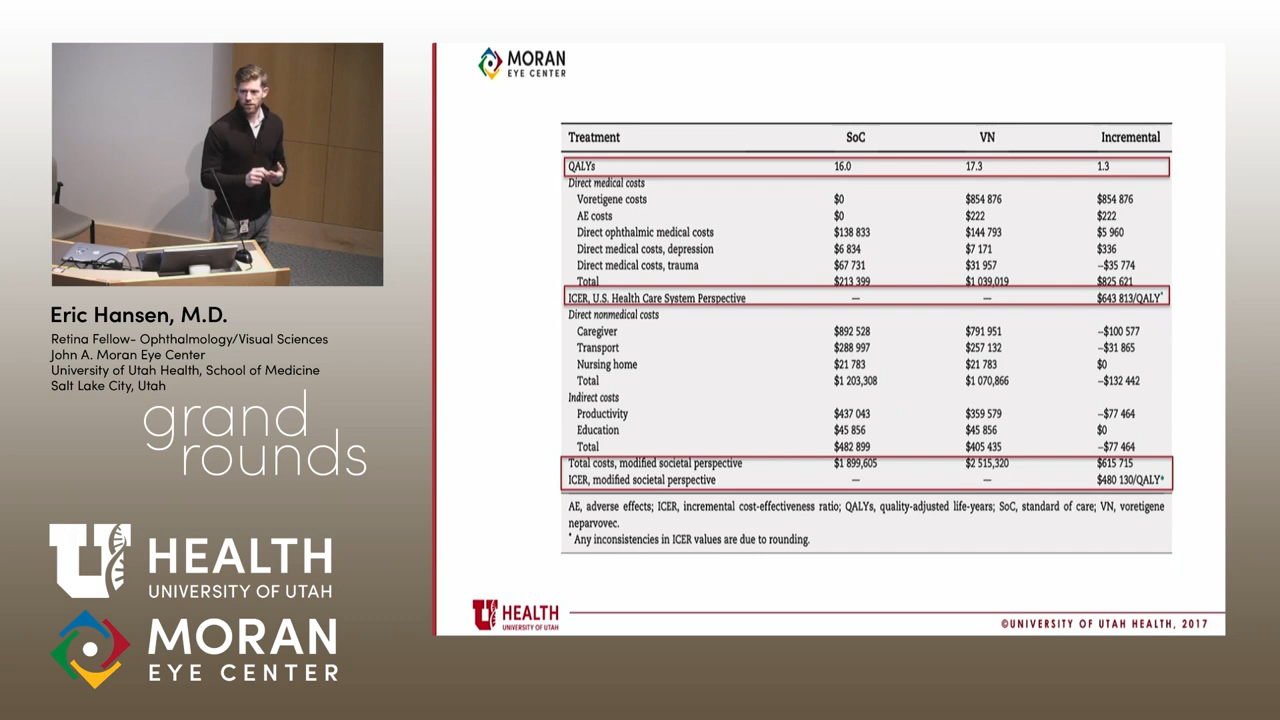 Eric Hansen, M.D.
Retina Fellow- Ophthalmology/Visual Sciences
John A. Moran Eye Center
University of Utah Health, School of Medicine
Salt Lake City, Utah
grand
rounds
U HEALTH
UNIVERSITY OF UTAH
MORAN
EYE CENTER
MORAN
EYE CENTER
Treatment SoC VN Incremental
QALYs 16.0 17.3 1.3
Direct medical costs
Voretigene costs $0 $854 876 $854 876
AE costs $0 $222 $222
Direct ophthalmic medical costs $138 833 $144 793 $5 960
Direct medical costs, depression $6 834 $7 171 $336
Direct medical costs, trauma $67 731 $31 957 –$35 774
Total $213 399 $1 039,019 $825 621
ICER, U.S. Health Care System Perspective — — $643 813/QALY*
Direct nonmedical costs
Caregiver $892 528 $791 951 –$100 577
Transport $288 997 $257 132 –$31 865
Nursing home $21 783 $21 783 $0
Total $1 203,308 $1 070,866 –$132 442
Indirect costs
Productivity $437 043 $359 579 –$77 464
Education $45 856 $45 856 $0
Total $482 899 $405 435 –$77 464
Total costs, modified societal perspective $1 899,605 $2 515,320 $615 715
ICER, modified societal perspective — — $480 130/QALY*
AE, adverse effects; ICER, incremental cost-effectiveness ratio; QALYs, quality-adjusted life-years; SoC, standard of care; VN, voretigene
neparvovec.
* Any inconsistencies in ICER values are due to rounding.
U HEALTH
UNIVERSITY OF UTAH
©UNIVERSITY OF UTAH HEALTH, 2017